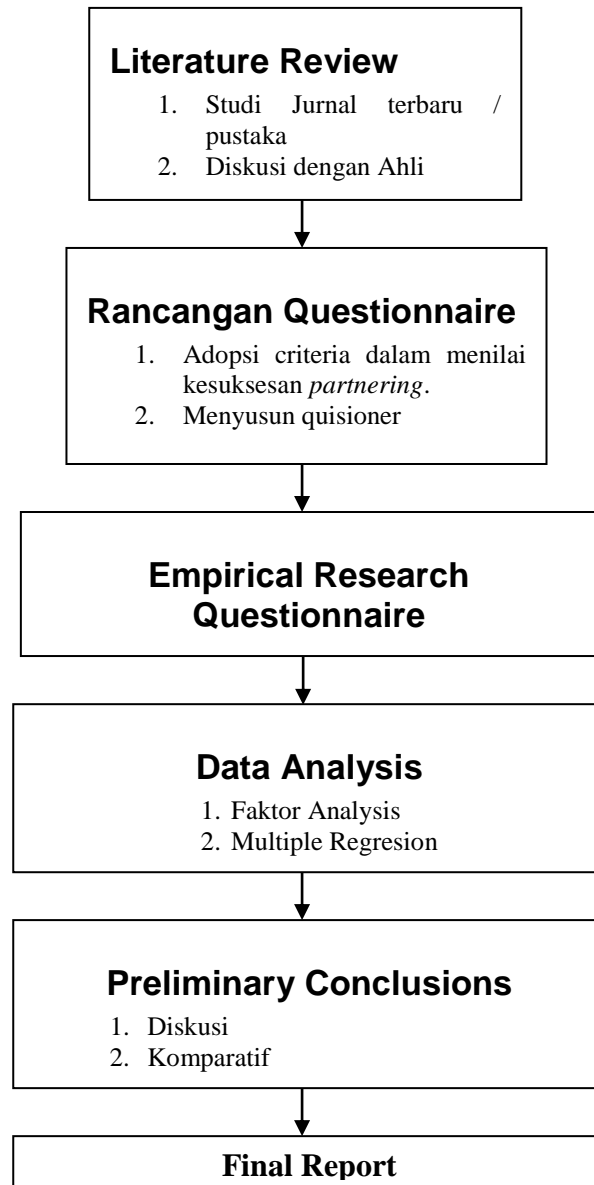 Literature Review
1. Studi Jurnal terbaru /
pustaka
2. Diskusi dengan Ahli
Rancangan Questionnaire
1. Adopsi criteria dalam menilai
kesuksesan partnering.
2. Menyusun quisioner
Empirical Research
Questionnaire
Data Analysis
1. Faktor Analysis
2. Multiple Regresion
Preliminary Conclusions
1. Diskusi
2. Komparatif
Final Report